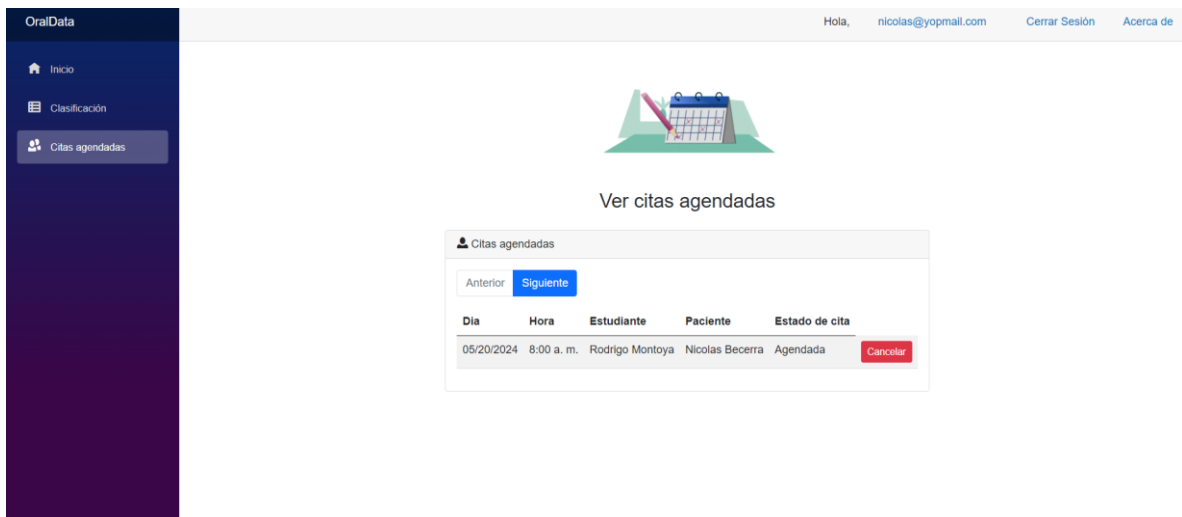 OralData
Hola, nicolas@yopmail.com Cerrar Sesión Acerca de
Inicio
Clasificación
Citas agendadas
Ver citas agendadas
Citas agendadas
Anterior Siguiente
Dia Hora Estudiante Paciente Estado de cita
05/20/2024 8:00 a. m. Rodrigo Montoya Nicolas Becerra Agendada Cancelar